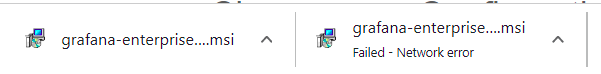 grafana-enterprise....msi
grafana-enterprise....msi
Failed - Network error